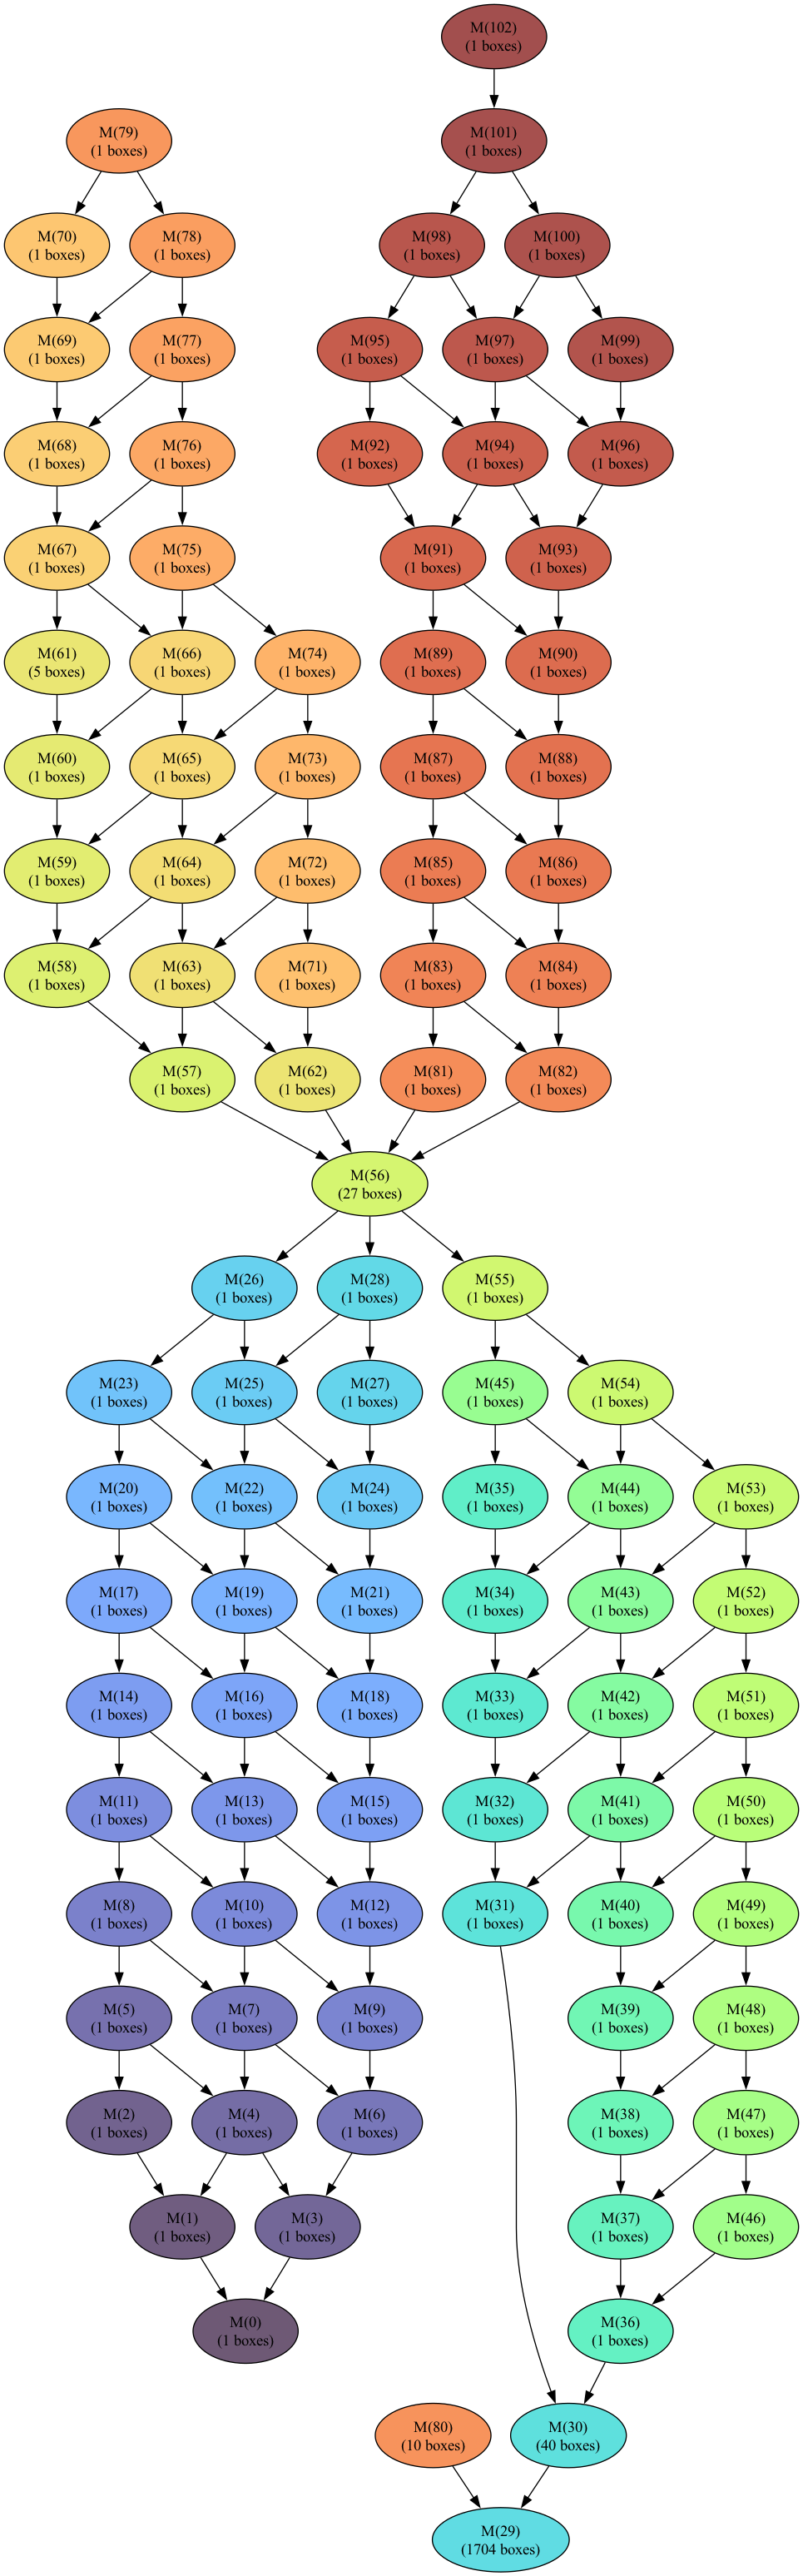 M(102)
(1 boxes)
M(79)
(1 boxes)
M(101)
(1 boxes)
M(70)
(1 boxes)
M(78)
(1 boxes)
M(98)
(1 boxes)
M(100)
(1 boxes)
M(69)
(1 boxes)
M(77)
(1 boxes)
M(95)
(1 boxes)
M(97)
(1 boxes)
M(99)
(1 boxes)
M(68)
(1 boxes)
M(76)
(1 boxes)
M(92)
(1 boxes)
M(94)
(1 boxes)
M(96)
(1 boxes)
M(67)
(1 boxes)
M(75)
(1 boxes)
M(91)
(1 boxes)
M(93)
(1 boxes)
M(61)
(5 boxes)
M(66)
(1 boxes)
M(74)
(1 boxes)
M(89)
(1 boxes)
M(90)
(1 boxes)
M(60)
(1 boxes)
M(65)
(1 boxes)
M(73)
(1 boxes)
M(87)
(1 boxes)
M(88)
(1 boxes)
M(59)
(1 boxes)
M(64)
(1 boxes)
M(72)
(1 boxes)
M(85)
(1 boxes)
M(86)
(1 boxes)
M(58)
(1 boxes)
M(63)
(1 boxes)
M(71)
(1 boxes)
M(83)
(1 boxes)
M(84)
(1 boxes)
M(57)
(1 boxes)
M(62)
(1 boxes)
M(81)
(1 boxes)
M(82)
(1 boxes)
M(56)
(27 boxes)
M(26)
(1 boxes)
M(28)
(1 boxes)
M(55)
(1 boxes)
M(23)
(1 boxes)
M(25)
(1 boxes)
M(27)
(1 boxes)
M(45)
(1 boxes)
M(54)
(1 boxes)
M(20)
(1 boxes)
M(22)
(1 boxes)
M(24)
(1 boxes)
M(35)
(1 boxes)
M(44)
(1 boxes)
M(53)
(1 boxes)
M(17)
(1 boxes)
M(19)
(1 boxes)
M(21)
(1 boxes)
M(34)
(1 boxes)
M(43)
(1 boxes)
M(52)
(1 boxes)
M(14)
(1 boxes)
M(16)
(1 boxes)
M(18)
(1 boxes)
M(33)
(1 boxes)
M(42)
(1 boxes)
M(51)
(1 boxes)
M(11)
(1 boxes)
M(13)
(1 boxes)
M(15)
(1 boxes)
M(32)
(1 boxes)
M(41)
(1 boxes)
M(50)
(1 boxes)
M(8)
(1 boxes)
M(10)
(1 boxes)
M(12)
(1 boxes)
M(31)
(1 boxes)
M(40)
(1 boxes)
M(49)
(1 boxes)
M(5)
(1 boxes)
M(7)
(1 boxes)
M(9)
(1 boxes)
M(39)
(1 boxes)
M(48)
(1 boxes)
M(2)
(1 boxes)
M(4)
(1 boxes)
M(6)
(1 boxes)
M(38)
(1 boxes)
M(47)
(1 boxes)
M(1)
(1 boxes)
M(3)
(1 boxes)
M(37)
(1 boxes)
M(46)
(1 boxes)
M(0)
(1 boxes)
M(36)
(1 boxes)
M(80)
(10 boxes)
M(30)
(40 boxes)
M(29)
(1704 boxes)